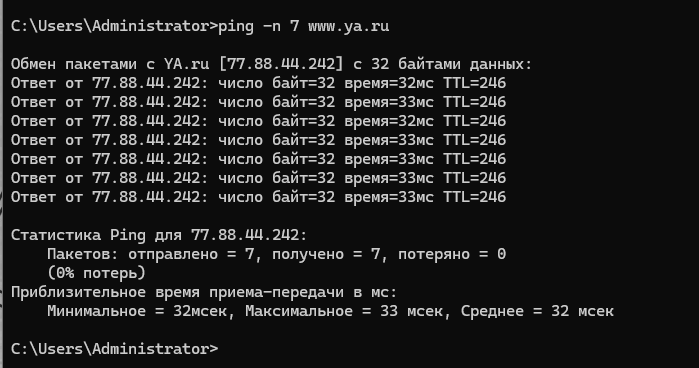 C:\Users\Administrator>ping -n 7 www.ya.ru
Обмен пакетами с YA.ru [77.88.44.242] с 32 байтами данных:
Ответ от 77.88.44.242: число байт=32 время=32мс TTL=246
Ответ от 77.88.44.242: число байт=32 время=33мс TTL=246
Ответ от 77.88.44.242: число байт=32 время=32мс TTL=246
Ответ от 77.88.44.242: число байт=32 время=33мс TTL=246
Ответ от 77.88.44.242: число байт=32 время=33мс TTL=246
Ответ от 77.88.44.242: число байт=32 время=33мс TTL=246
Ответ от 77.88.44.242: число байт=32 время=33мс TTL=246
Статистика Ping для 77.88.44.242:
    Пакетов: отправлено = 7, получено = 7, потеряно = 0
    (0% потерь)
Приблизительное время приема-передачи в мс:
    Минимальное = 32мсек, Максимальное = 33 мсек, Среднее = 32 мсек
C:\Users\Administrator>